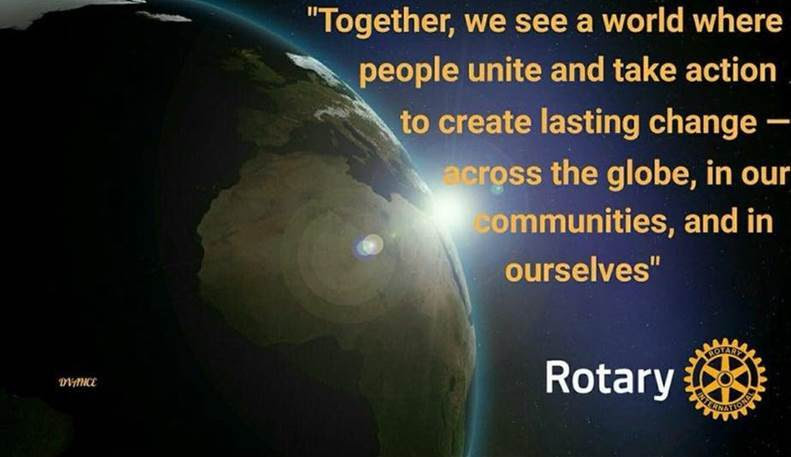 "Together, we see a world where
people unite and take action
to create lasting change —
across the globe, in our
communities, and in
ourselves"
Rotary
ROTARY
INTERNATIONAL
DVANCE